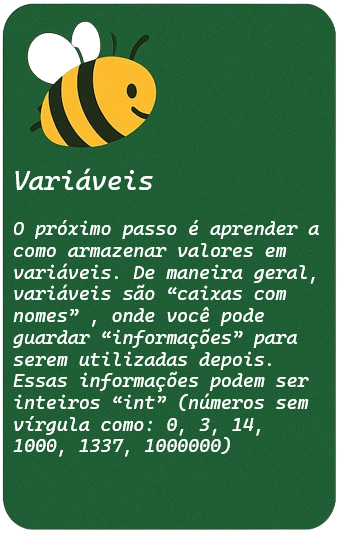 Variáveis
O próximo passo é aprender a
como armazenar valores em
variáveis. De maneira geral,
variáveis são “caixas com
nomes” , onde você pode
guardar “informações” para
serem utilizadas depois.
Essas informações podem ser
inteiros “int” (números sem
vírgula como: 0, 3, 14,
1000, 1337, 1000000)